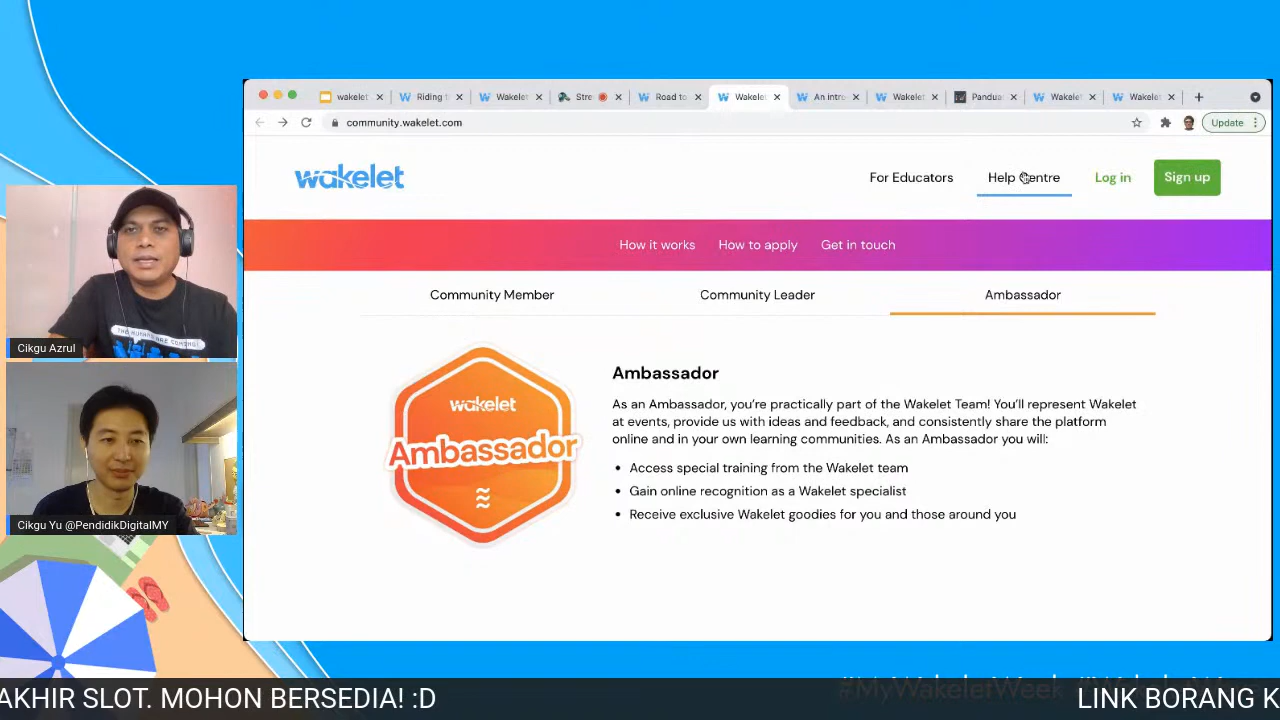 wakelet
Riding t
Wakelet
Stre
Road to
Wakele
An intro
Wakelet
Pandua
Wakelet
Wakelet
community.wakelet.com
Update
wakelet
For Educators
Help Centre
Log in
Sign up
How it works
How to apply
Get in touch
Community Member
Community Leader
Ambassador
wakelet
Ambassador
Ambassador
As an Ambassador, you're practically part of the Wakelet Team! You'll represent Wakelet
at events, provide us with ideas and feedback, and consistently share the platform
online and in your own learning communities. As an Ambassador you will:
• Access special training from the Wakelet team
• Gain online recognition as a Wakelet specialist
• Receive exclusive Wakelet goodies for you and those around you
Cikgu Azrul
Cikgu Yu @PendidikDigitalMY
#MyWakeletWeek
AKHIR SLOT. MOHON BERSEDIA! :D
LINK BORANG K